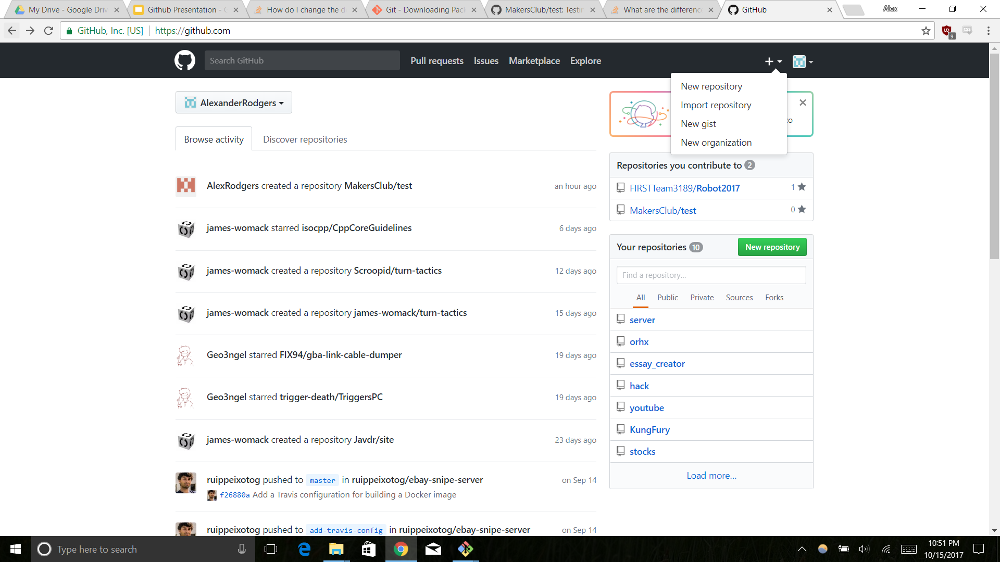 My Drive - Google Driv
Github Presentation - G
How do I change the d
Git - Downloading Pac
MakersClub/test: Testin
What are the differenc
GitHub
Alex
GitHub, Inc. [US]
https://github.com
9
Search GitHub
Pull requests
Issues
Marketplace
Explore
New repository
Import repository
New gist
New organization
AlexanderRodgers
Browse activity
Discover repositories
AlexRodgers created a repository MakersClub/test
an hour ago
james-womack starred isocpp/CppCoreGuidelines
6 days ago
james-womack created a repository Scroopid/turn-tactics
12 days ago
james-womack created a repository james-womack/turn-tactics
15 days ago
Geo3ngel starred FIX94/gba-link-cable-dumper
19 days ago
Geo3ngel starred trigger-death/TriggersPC
19 days ago
james-womack created a repository Javdr/site
23 days ago
ruippeixotog pushed to master in ruippeixotog/ebay-snipe-server
on Sep 14
f26880a Add a Travis configuration for building a Docker image
ruippeixotog pushed to add-travis-config in ruippeixotog/ebay-snipe-server
on Sep 14
Repositories you contribute to 2
FIRSTTeam3189/Robot2017
1
MakersClub/test
0
Your repositories 10
New repository
Find a repository...
All
Public
Private
Sources
Forks
server
orhx
essay_creator
hack
youtube
KungFury
stocks
Load more...
Type here to search
10:51 PM
10/15/2017